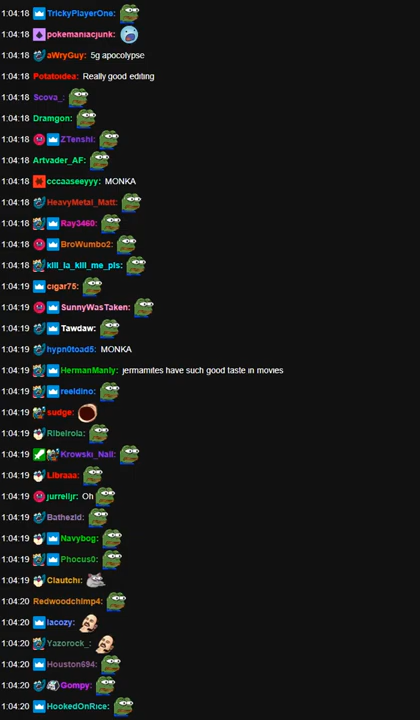 1:04:18 TrickyPlayerOne:
1:04:18 pokemaniacjunk:
1:04:18 aWryGuy: 5g apocolypse
1:04:18 Potatoidea: Really good editing
1:04:18 Scova_:
1:04:18 Dramgon:
1:04:18 ZTenshi:
1:04:18 Artvader_AF:
1:04:18 cccaaseeyyy: MONKA
1:04:18 HeavyMetal_Matt:
1:04:18 Ray3460:
1:04:18 BroWumbo2:
1:04:18 kill_la_kill_me_pls:
1:04:19 cigar75:
1:04:19 SunnyWasTaken:
1:04:19 Tawdaw:
1:04:19 hypn0toad5: MONKA
1:04:19 HermanManly: jermamites have such good taste in movies
1:04:19 reeldino:
1:04:19 sudge:
1:04:19 Ribeirola:
1:04:19 Krowski_Nall:
1:04:19 Libraaa:
1:04:19 jurrelljr: Oh
1:04:19 Bathezid:
1:04:19 Navybog:
1:04:19 Phocus0:
1:04:19 Clautchi:
1:04:20 Redwoodchimp4:
1:04:20 lacozy:
1:04:20 Yazorock_:
1:04:20 Houston694:
1:04:20 Gompy:
1:04:20 HookedOnRice: